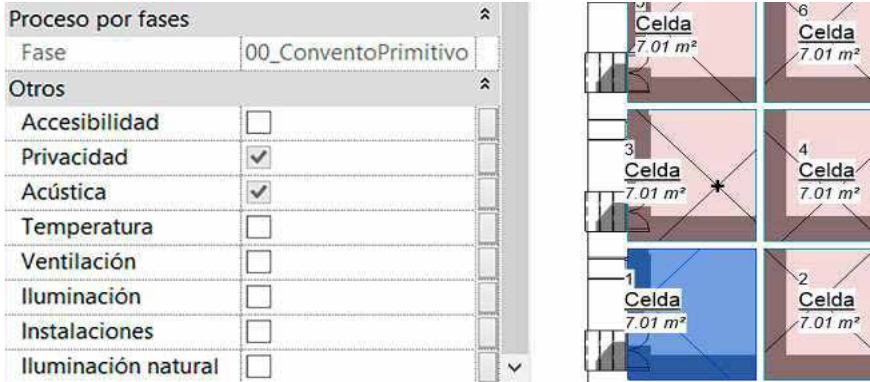 Proceso por fases
Fase 00_ConventoPrimitivo
Otros
Accesibilidad
Privacidad
Acústica
Temperatura
Ventilación
Iluminación
Instalaciones
Iluminación natural
5
Celda
7.01 m²
6
Celda
7.01 m²
3
Celda
7.01 m²
4
Celda
7.01 m²
1
Celda
7.01 m²
2
Celda
7.01 m²